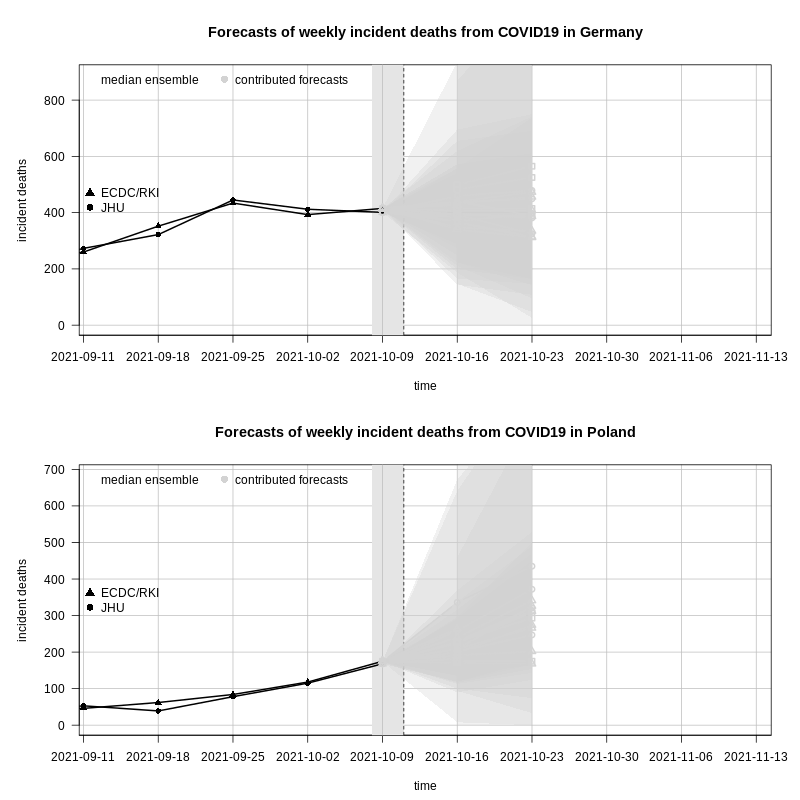 Forecasts of weekly incident deaths from COVID19 in Germany
median ensemble contributed forecasts
800
600
ECDC/RKI
JHU
400
200
0
incident deaths
2021-09-11 2021-09-18 2021-09-25 2021-10-02 2021-10-09 2021-10-16 2021-10-23 2021-10-30 2021-11-06 2021-11-13
time
Forecasts of weekly incident deaths from COVID19 in Poland
700
median ensemble contributed forecasts
600
500
400
ECDC/RKI
JHU
300
200
100
0
incident deaths
2021-09-11 2021-09-18 2021-09-25 2021-10-02 2021-10-09 2021-10-16 2021-10-23 2021-10-30 2021-11-06 2021-11-13
time